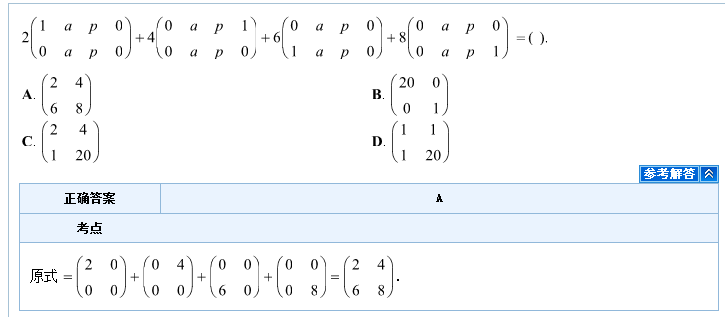 2(1 a p 0 / 0 a p 0)+4(0 a p 1 / 0 a p 0)+6(0 a p 0 / 1 a p 0)+8(0 a p 0 / 0 a p 1) =( ).
A. (2 4 / 6 8) B. (20 0 / 0 1)
C. (2 4 / 1 20) D. (1 1 / 1 20)
参考解答
正确答案 A
考点
原式 =(2 0 / 0 0)+(0 4 / 0 0)+(0 0 / 6 0)+(0 0 / 0 8)=(2 4 / 6 8).